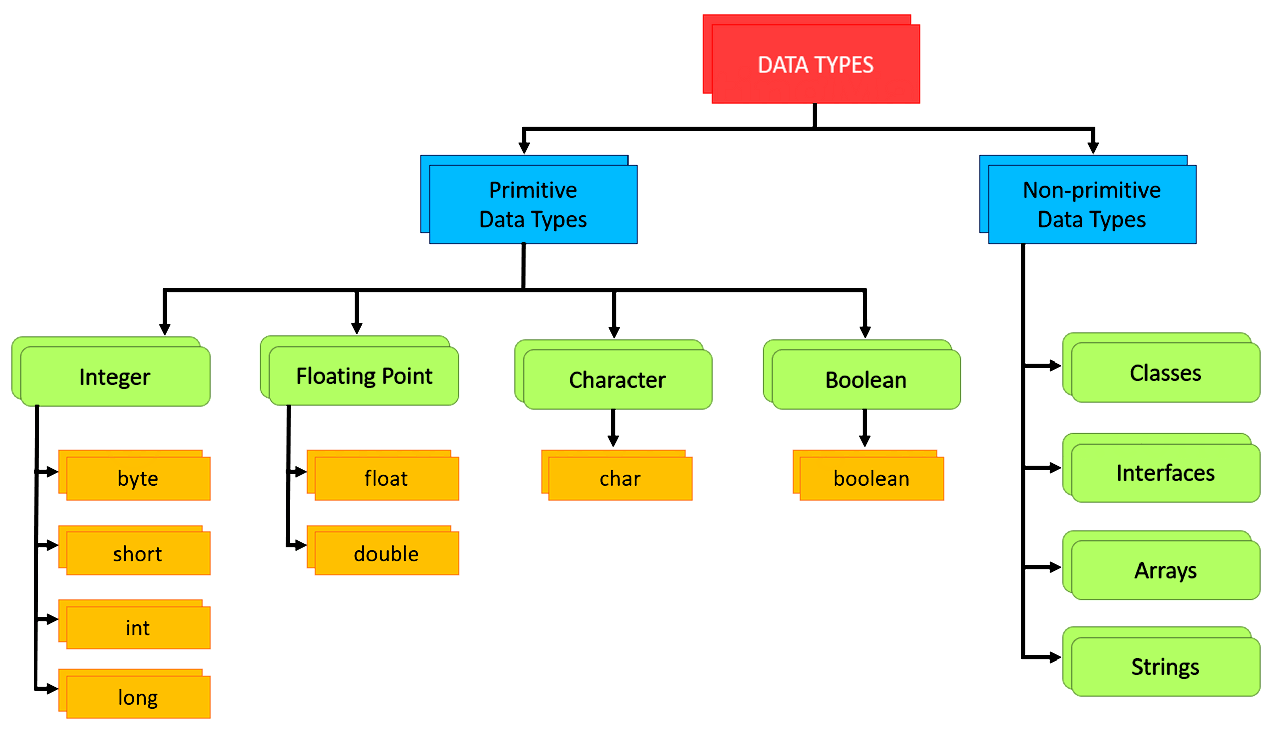 DATA TYPES
Primitive
Data Types
Non-primitive
Data Types
Integer
Floating Point
Character
Boolean
Classes
byte
float
char
boolean
Interfaces
short
double
Arrays
int
Strings
long